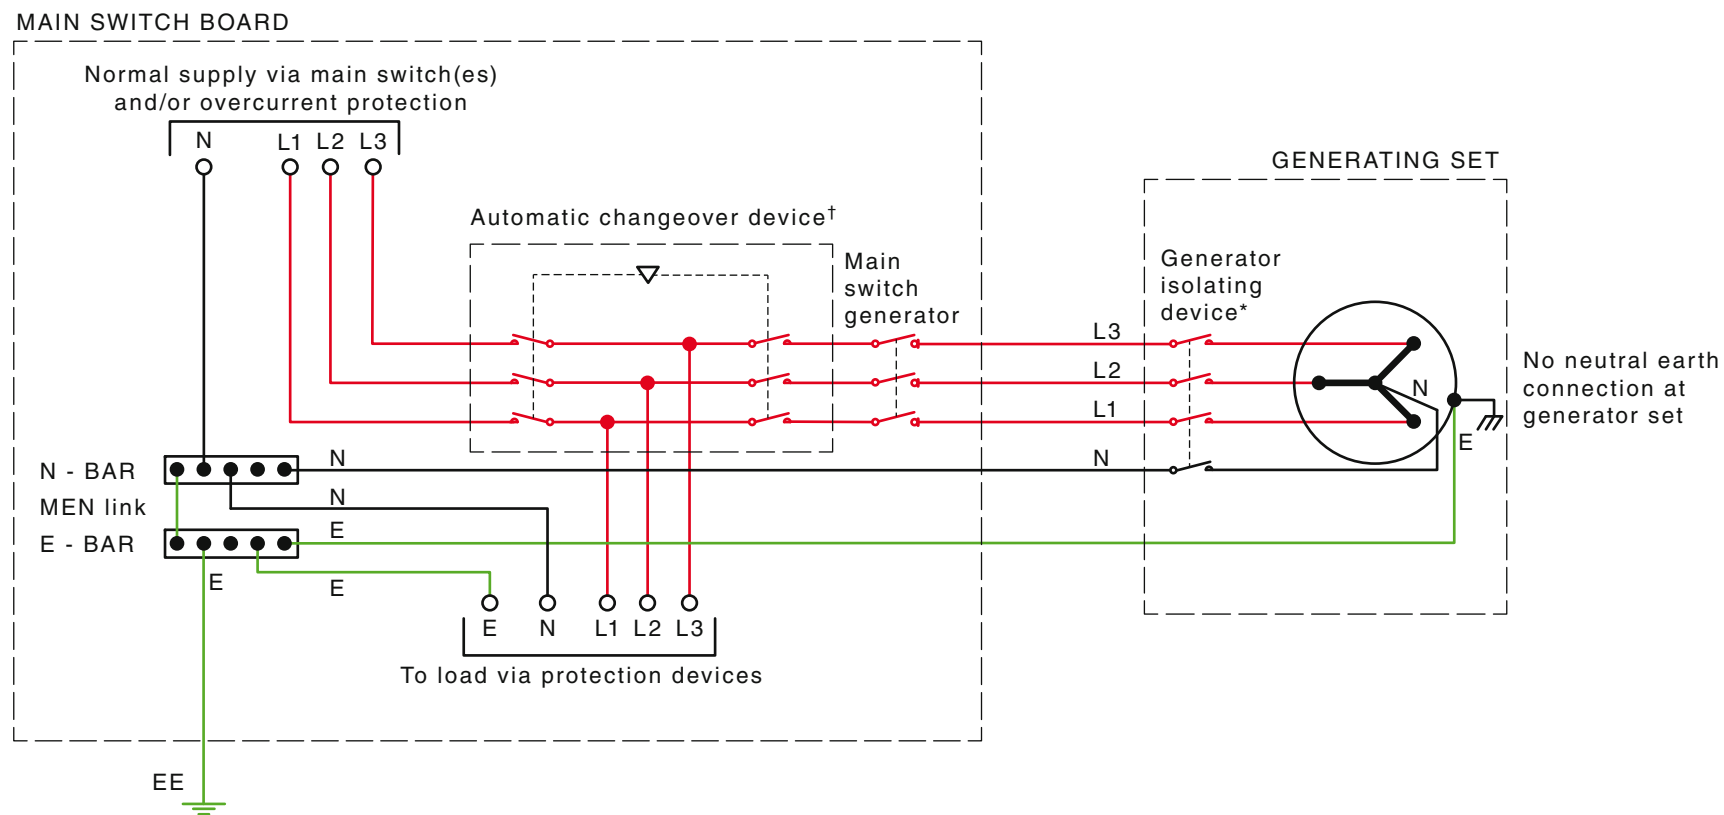 MAIN SWITCH BOARD
Normal supply via main switch(es)
and/or overcurrent protection
N L1 L2 L3
GENERATING SET
Automatic changeover device†
Main
switch
generator
Generator
isolating
device*
L3
L2
L1
N
N
E
No neutral earth
connection at
generator set
N - BAR
N
MEN link
N
E - BAR
E
E
E
E N L1 L2 L3
To load via protection devices
EE